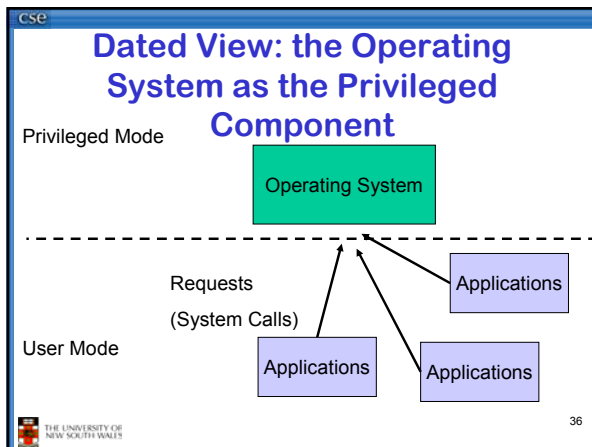 cse
Dated View: the Operating
System as the Privileged
Component
Privileged Mode
Operating System
Requests
(System Calls)
Applications
User Mode
Applications
Applications
THE UNIVERSITY OF
NEW SOUTH WALES
36